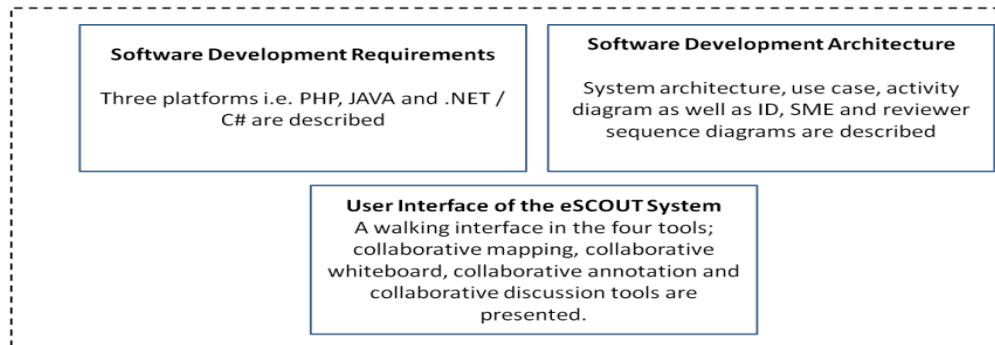 Software Development Requirements
Three platforms i.e. PHP, JAVA and .NET /
C# are described
Software Development Architecture
System architecture, use case, activity
diagram as well as ID, SME and reviewer
sequence diagrams are described
User Interface of the eSCOUT System
A walking interface in the four tools;
collaborative mapping, collaborative
whiteboard, collaborative annotation and
collaborative discussion tools are
presented.